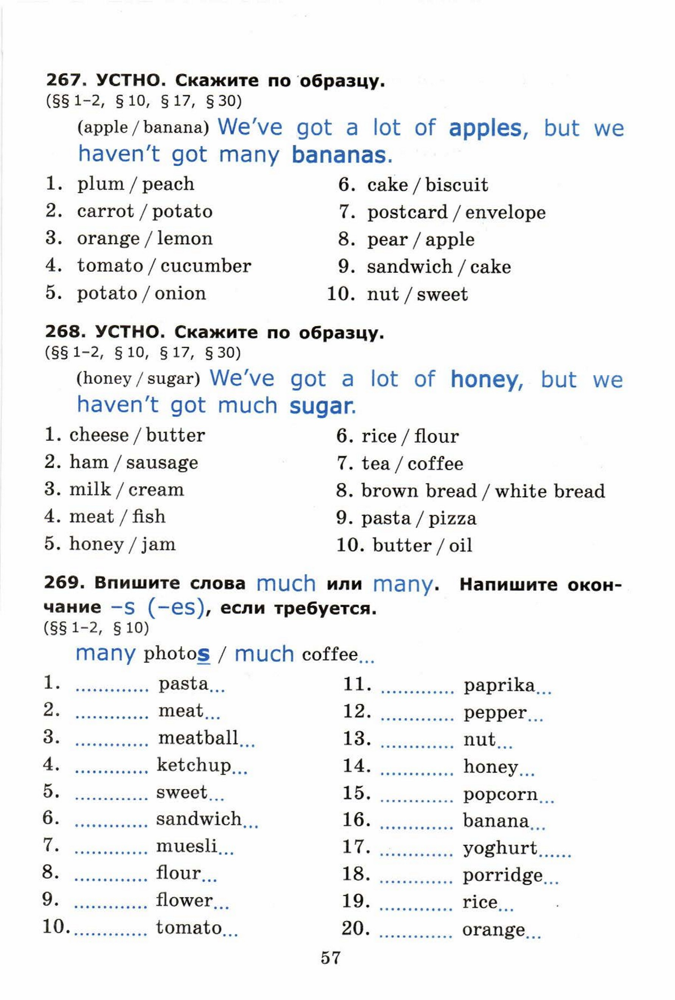 267. УСТНО. Скажите по образцу.
(§§ 1–2, § 10, § 17, § 30)
(apple / banana) We've got a lot of apples, but we
haven't got many bananas.
1. plum / peach
2. carrot / potato
3. orange / lemon
4. tomato / cucumber
5. potato / onion
6. cake / biscuit
7. postcard / envelope
8. pear / apple
9. sandwich / cake
10. nut / sweet
268. УСТНО. Скажите по образцу.
(§§ 1–2, § 10, § 17, § 30)
(honey / sugar) We've got a lot of honey, but we
haven't got much sugar.
1. cheese / butter
2. ham / sausage
3. milk / cream
4. meat / fish
5. honey / jam
6. rice / flour
7. tea / coffee
8. brown bread / white bread
9. pasta / pizza
10. butter / oil
269. Впишите слова much или many. Напишите окон-
чание –s (–es), если требуется.
(§§ 1–2, § 10)
many photos / much coffee...
1. ............. pasta...
2. ............. meat...
3. ............. meatball...
4. ............. ketchup...
5. ............. sweet...
6. ............. sandwich...
7. ............. muesli...
8. ............. flour...
9. ............. flower...
10. ............. tomato...
11. ............. paprika...
12. ............. pepper...
13. ............. nut...
14. ............. honey...
15. ............. popcorn...
16. ............. banana...
17. ............. yoghurt......
18. ............. porridge...
19. ............. rice...
20. ............. orange...
57